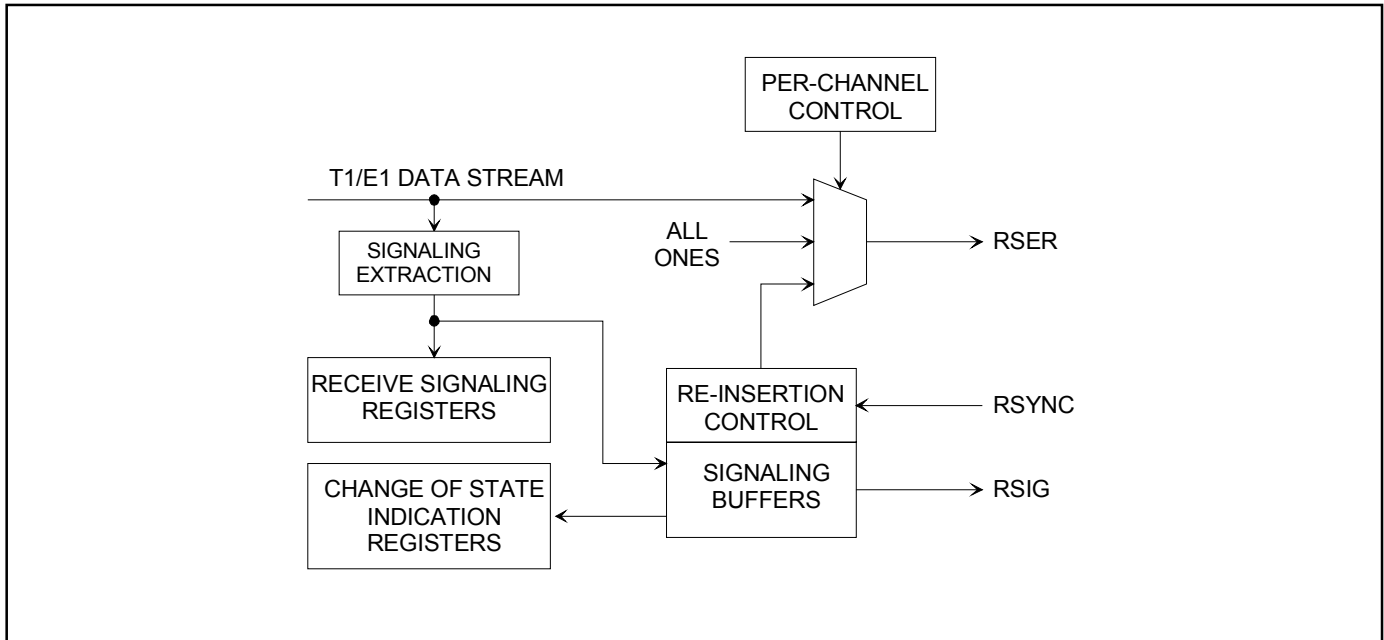 PER-CHANNEL
CONTROL
T1/E1 DATA STREAM
ALL
ONES
RSER
SIGNALING
EXTRACTION
RECEIVE SIGNALING
REGISTERS
RE-INSERTION
CONTROL
RSYNC
CHANGE OF STATE
INDICATION
REGISTERS
SIGNALING
BUFFERS
RSIG